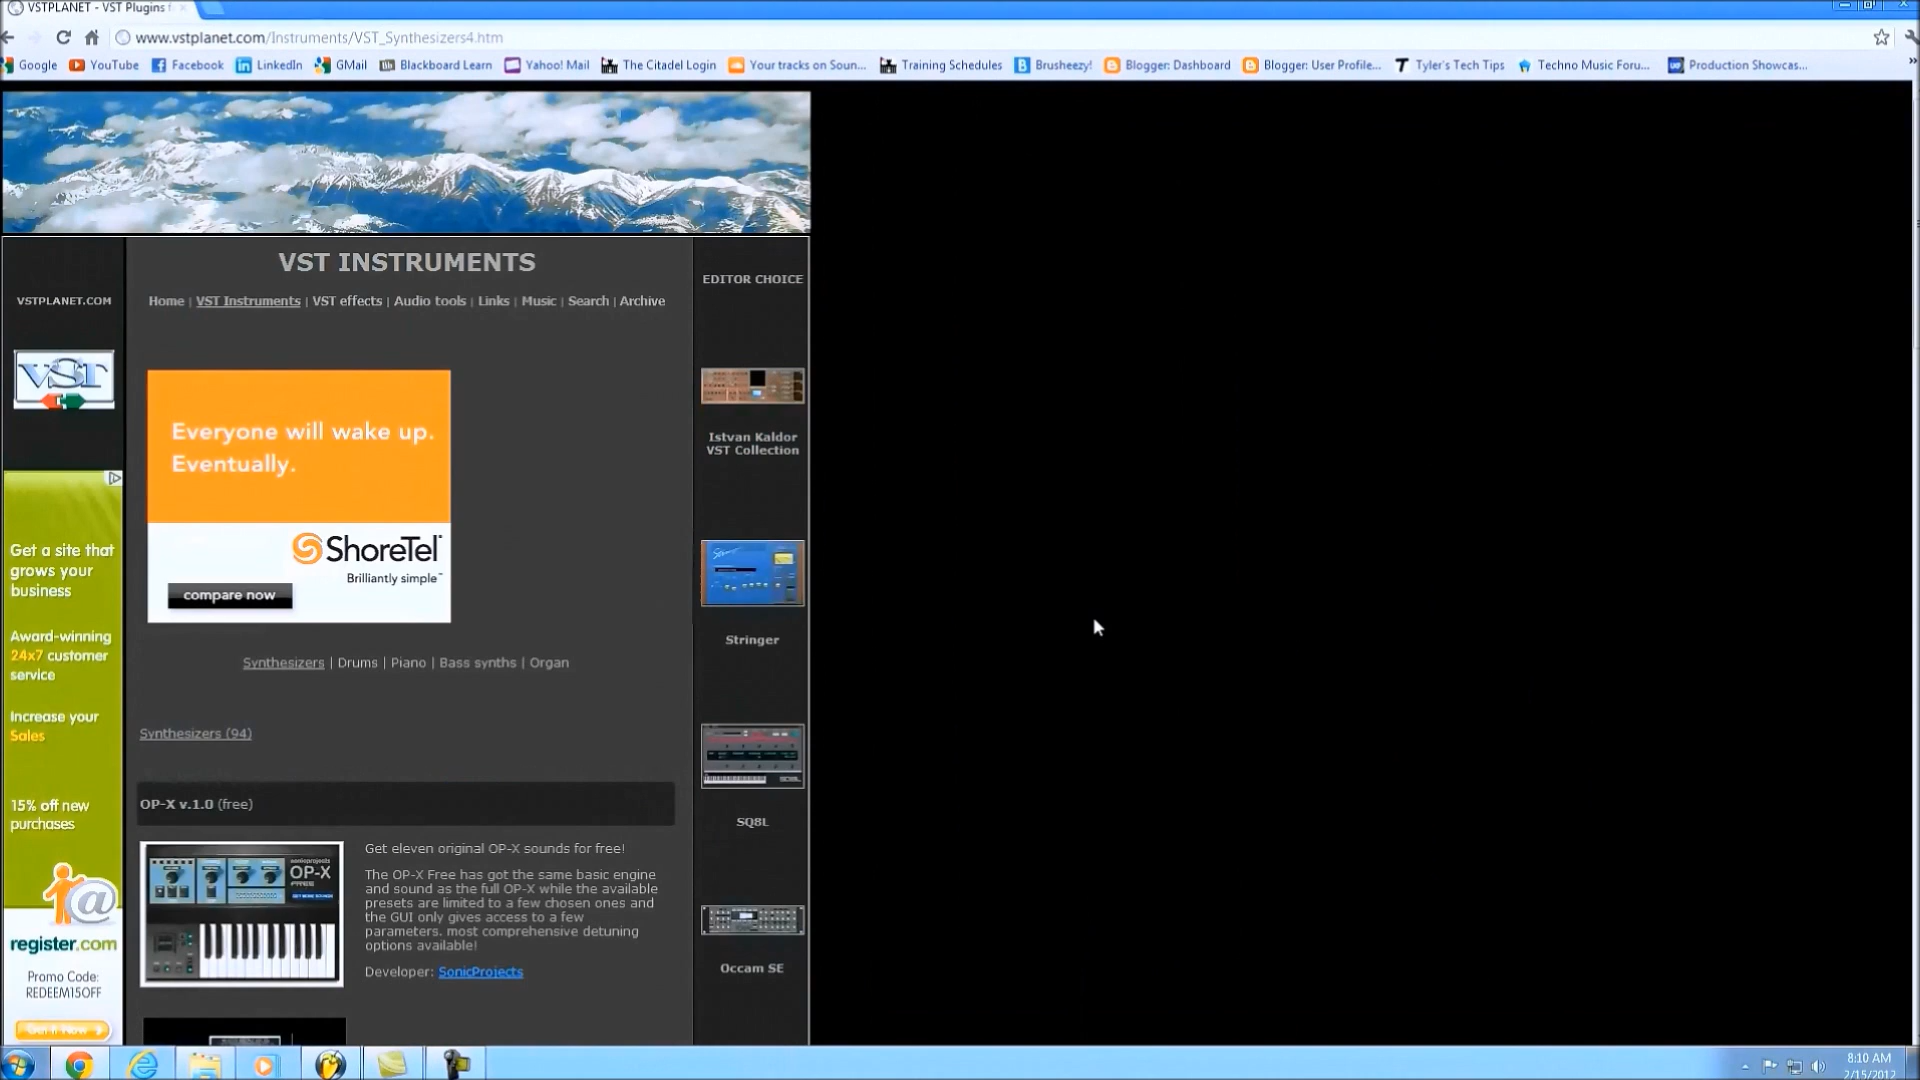 VSTPLANET - VST Plugins f
www.vstplanet.com/Instruments/VST_Synthesizers4.htm
Google YouTube Facebook LinkedIn GMail Blackboard Learn Yahoo! Mail The Citadel Login Your tracks on Soun... Training Schedules Brusheezy! Blogger: Dashboard Blogger: User Profile... Tyler's Tech Tips Techno Music Foru... Production Showcas...
VST INSTRUMENTS
VSTPLANET.COM
Home | VST Instruments | VST effects | Audio tools | Links | Music | Search | Archive
EDITOR CHOICE
VST
Everyone will wake up.
Eventually.
ShoreTel
Brilliantly simple™
compare now
Istvan Kaldor
VST Collection
Stringer
SQ8L
Occam SE
Get a site that
grows your
business
Award-winning
24x7 customer
service
Increase your
Sales
15% off new
purchases
register.com
Promo Code:
REDEEM15OFF
Get it Now >
Synthesizers | Drums | Piano | Bass synths | Organ
Synthesizers (94)
OP-X v.1.0 (free)
sonicprojects
OP-X
FREE
Get eleven original OP-X sounds for free!
The OP-X Free has got the same basic engine
and sound as the full OP-X while the available
presets are limited to a few chosen ones and
the GUI only gives access to a few
parameters. most comprehensive detuning
options available!
Developer: SonicProjects
8:10 AM
2/15/2012